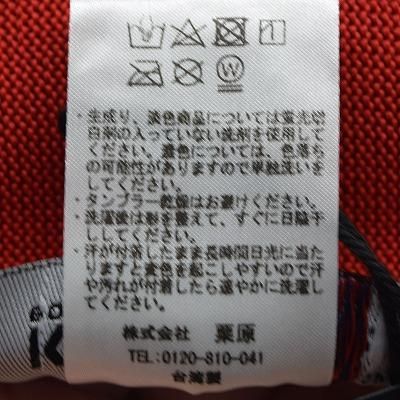 ・生成り、淡色商品については蛍光増
白剤の入っていない洗剤を使用して
ください。濃色については、色落ち
の可能性がありますので単独洗いを
してください。
・タンブラー乾燥はお避けください。
・洗濯後は形を整えて、すぐに日陰干
ししてください。
・汗が付着したまま長時間日光に当た
りますと変色を起こしやすいので汗
や汚れが付着したら速やかに洗濯し
てください。
株式会社 栗原
TEL:0120-810-041
台湾製